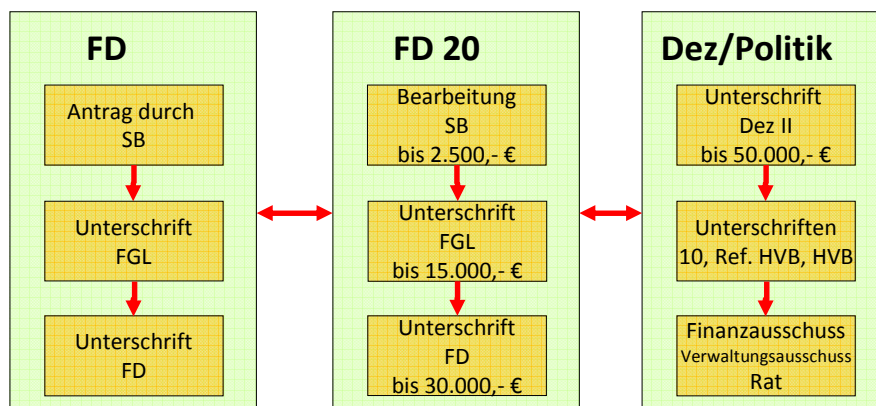 FD
Antrag durch
SB
Unterschrift
FGL
Unterschrift
FD
FD 20
Bearbeitung
SB
bis 2.500,- €
Unterschrift
FGL
bis 15.000,- €
Unterschrift
FD
bis 30.000,- €
Dez/Politik
Unterschrift
Dez II
bis 50.000,- €
Unterschriften
10, Ref. HVB, HVB
Finanzausschuss
Verwaltungsausschuss
Rat